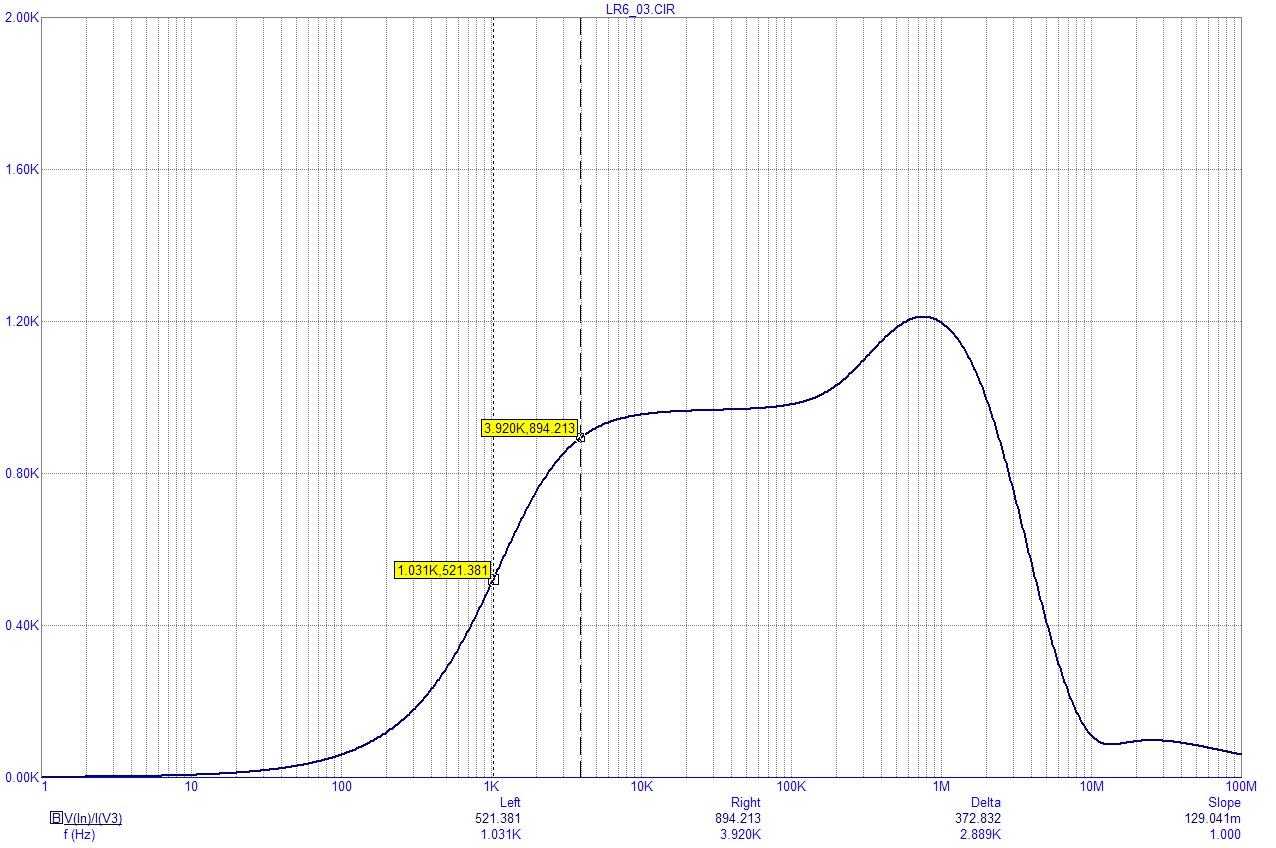 LR6_03.CIR
2.00K
1.60K
1.20K
0.80K
0.40K
0.00K
3.920K,894.213
1.031K,521.381
1 10 100 1K 10K 100K 1M 10M 100M
Left Right Delta Slope
B V(In)/I(V3) 521.381 894.213 372.832 129.041m
f (Hz) 1.031K 3.920K 2.889K 1.000